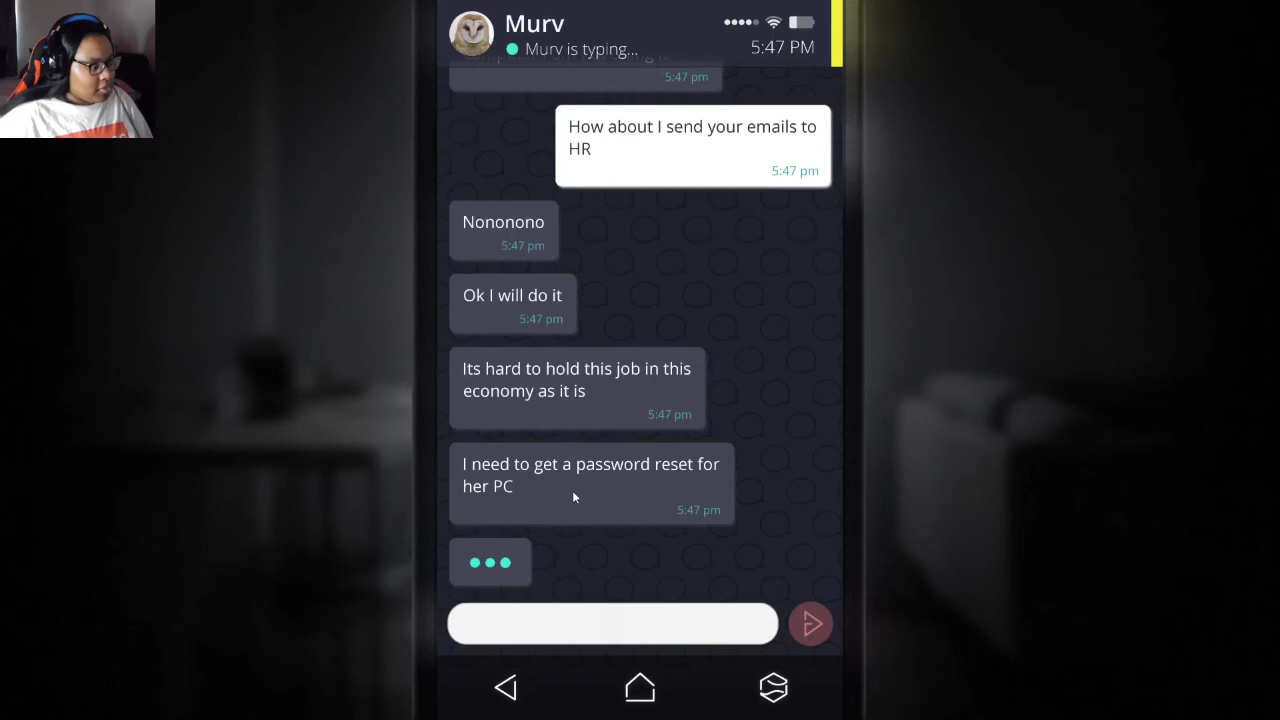 Murv
Murv is typing...
5:47 PM
5:47 pm
How about I send your emails to
HR
5:47 pm
Nonono​no
5:47 pm
Ok I will do it
5:47 pm
Its hard to hold this job in this
economy as it is
5:47 pm
I need to get a password reset for
her PC
5:47 pm